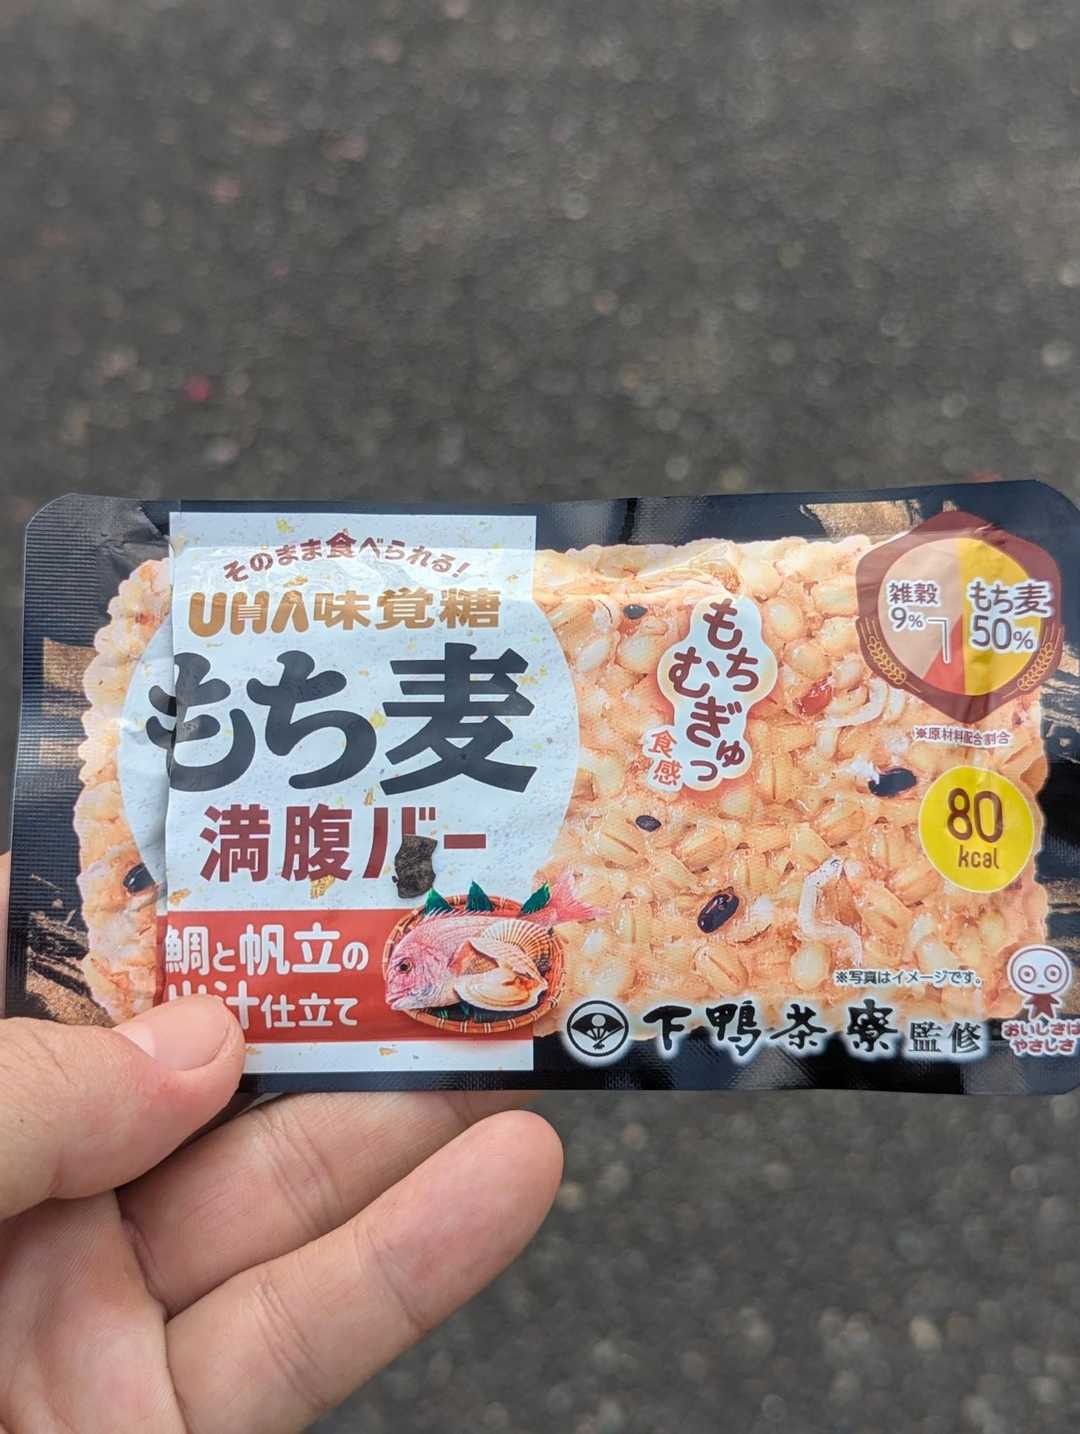 そのまま食べられる!
UHA味覚糖
もち麦
満腹バー
鯛と帆立の
出汁仕立て
もち
むぎゅっ
食感
雑穀
9%
もち麦
50%
※原材料配合割合
80
kcal
※写真はイメージです。
下鴨茶寮監修
おいしさは
やさしさ